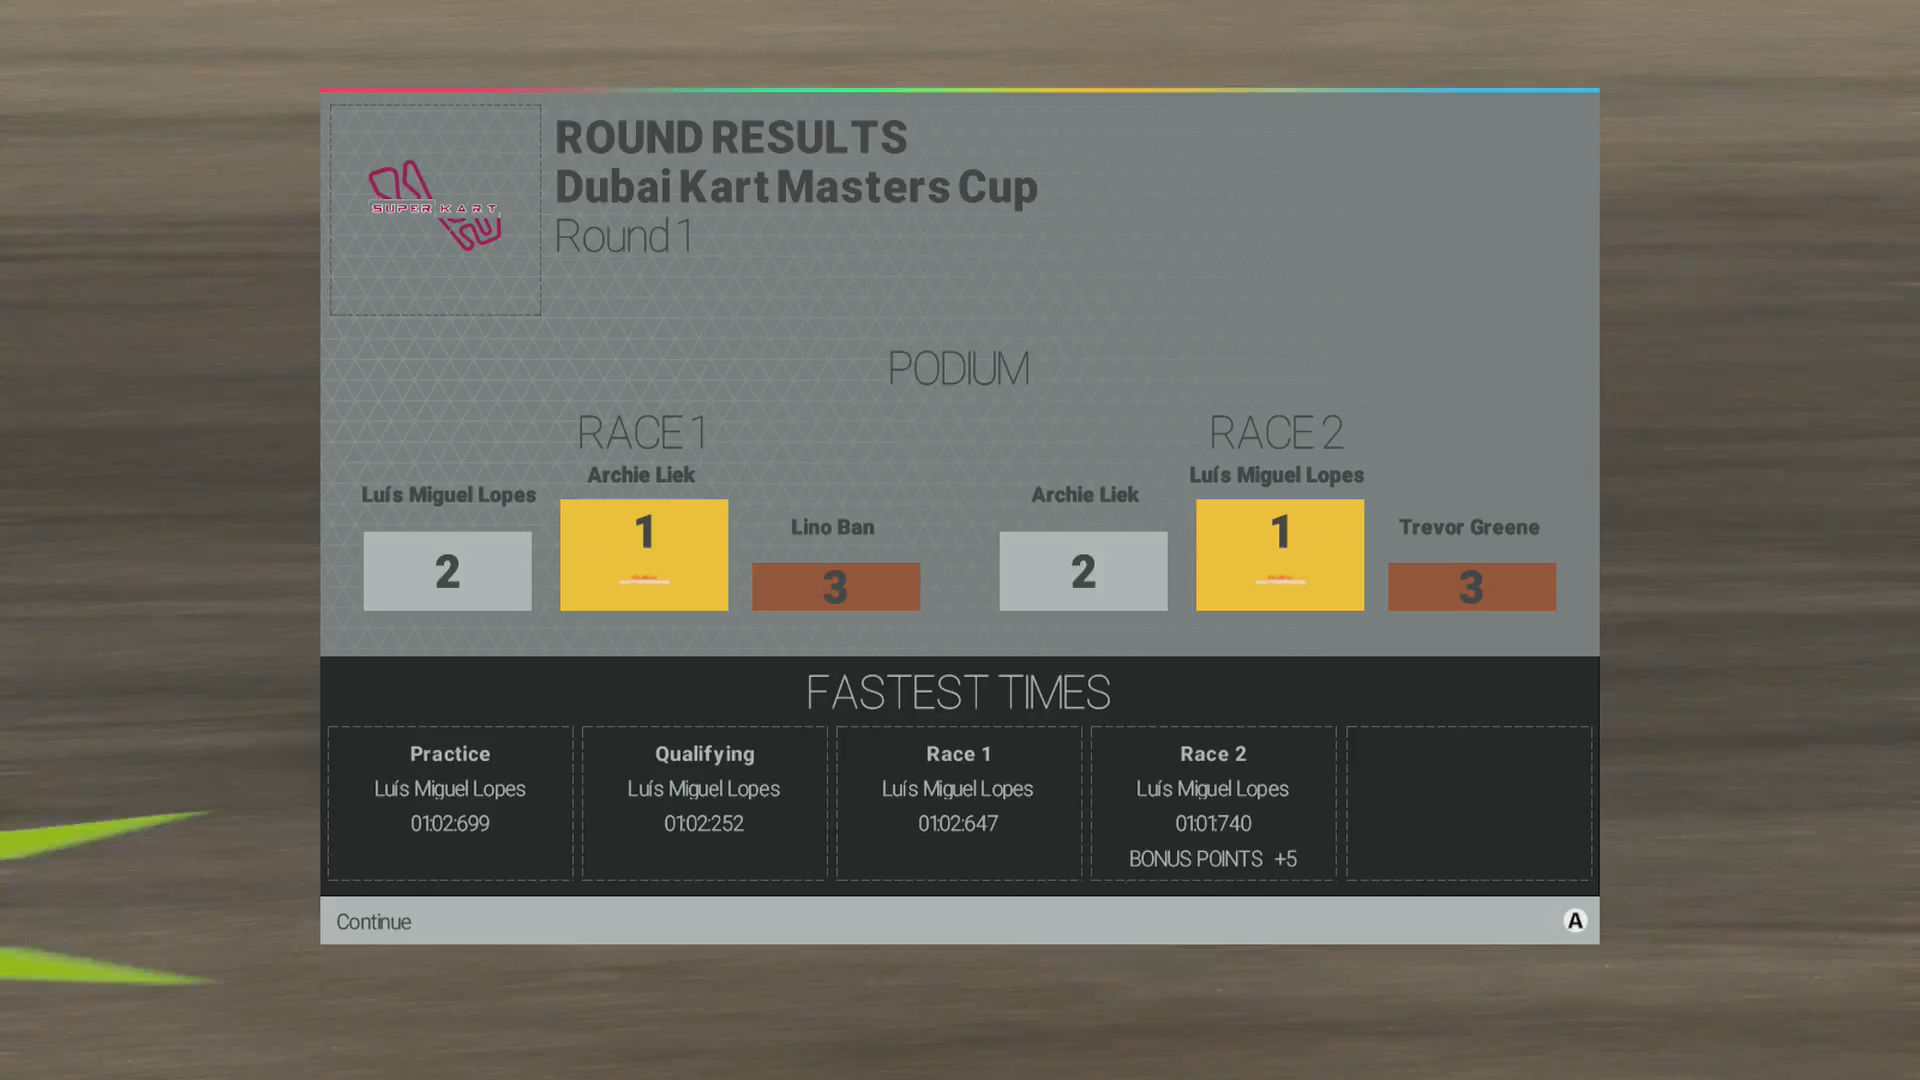 SUPER KART
ROUND RESULTS
Dubai Kart Masters Cup
Round 1
PODIUM
RACE 1
Archie Liek
Luís Miguel Lopes
Lino Ban
1
2
3
RACE 2
Luís Miguel Lopes
Archie Liek
Trevor Greene
1
2
3
FASTEST TIMES
Practice
Luís Miguel Lopes
01:02:699
Qualifying
Luís Miguel Lopes
01:02:252
Race 1
Luís Miguel Lopes
01:02:647
Race 2
Luís Miguel Lopes
01:01:740
BONUS POINTS +5
Continue
A